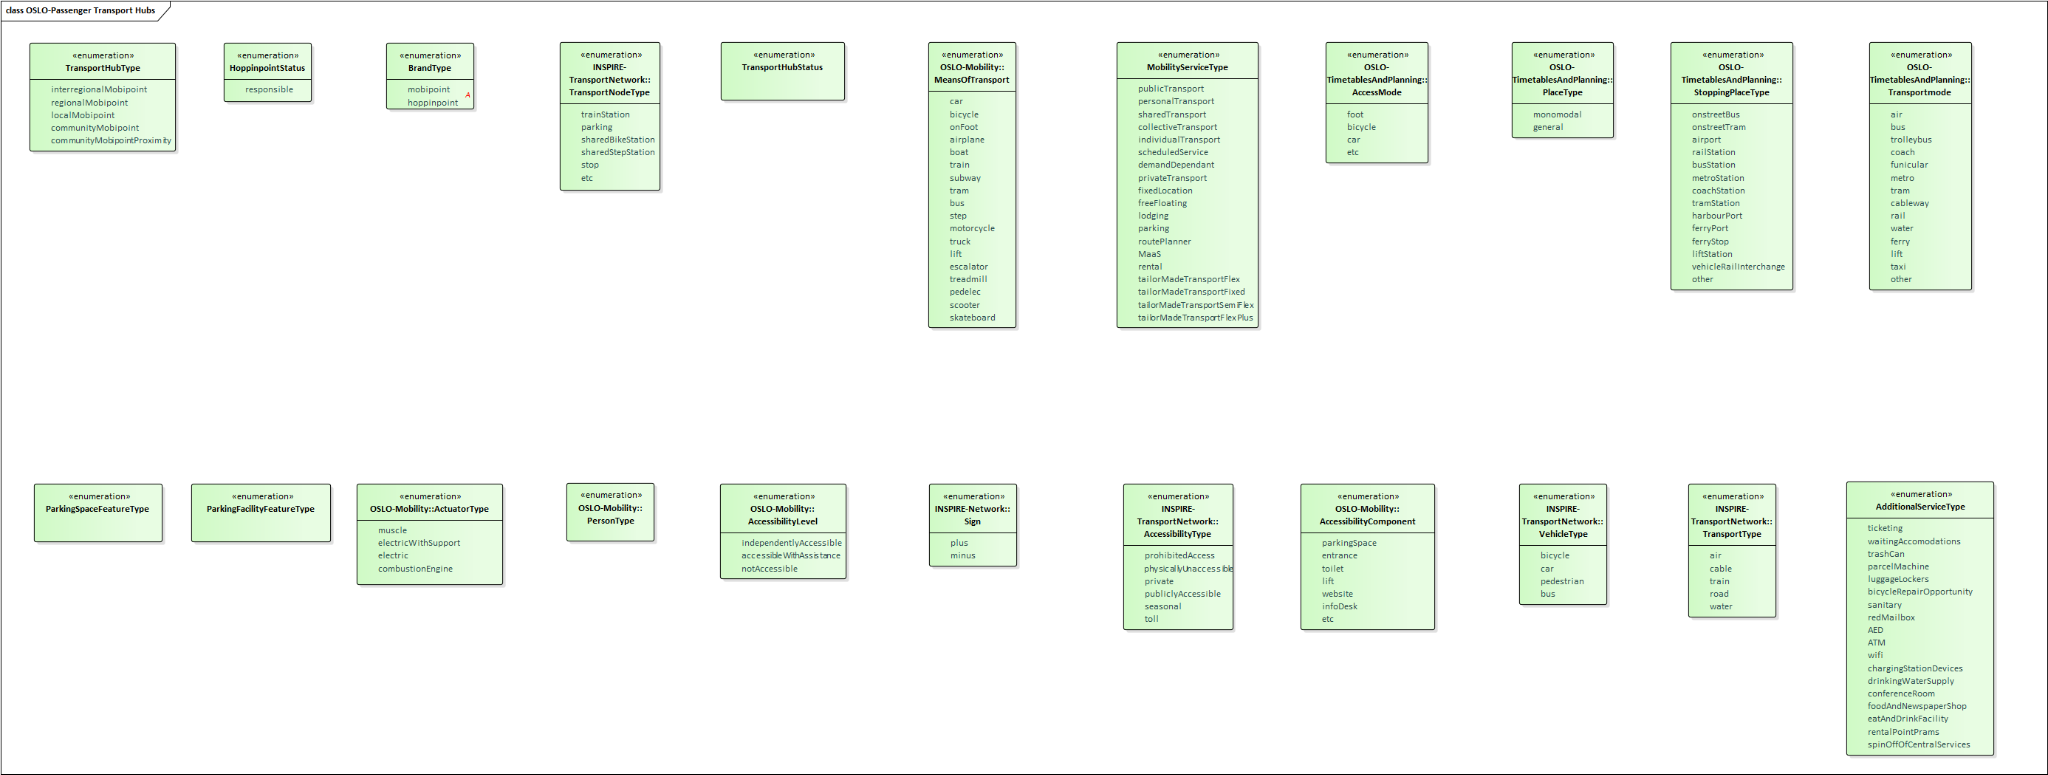 class OSLO-Passenger Transport Hubs
«enumeration»
TransportHubType
interregionalMobipoint
regionalMobipoint
localMobipoint
communityMobipoint
communityMobipointProximity
«enumeration»
HoppinpointStatus
responsible
«enumeration»
BrandType
mobipoint
hoppinpoint
A
«enumeration»
INSPIRE-
TransportNetwork::
TransportNodeType
trainStation
parking
sharedBikeStation
sharedStepStation
stop
etc
«enumeration»
TransportHubStatus
«enumeration»
OSLO-Mobility::
MeansOfTransport
car
bicycle
onFoot
airplane
boat
train
subway
tram
bus
step
motorcycle
truck
lift
escalator
treadmill
pedelec
scooter
skateboard
«enumeration»
MobilityServiceType
publicTransport
personalTransport
sharedTransport
collectiveTransport
individualTransport
scheduledService
demandDependant
privateTransport
fixedLocation
freeFloating
lodging
parking
routePlanner
MaaS
rental
tailorMadeTransportFlex
tailorMadeTransportFixed
tailorMadeTransportSemiFlex
tailorMadeTransportFlexPlus
«enumeration»
OSLO-
TimetablesAndPlanning::
AccessMode
foot
bicycle
car
etc
«enumeration»
OSLO-
TimetablesAndPlanning::
PlaceType
monomodal
general
«enumeration»
OSLO-
TimetablesAndPlanning::
StoppingPlaceType
onstreetBus
onstreetTram
airport
railStation
busStation
metroStation
coachStation
tramStation
harbourPort
ferryPort
ferryStop
liftStation
vehicleRailInterchange
other
«enumeration»
OSLO-
TimetablesAndPlanning::
Transportmode
air
bus
trolleybus
coach
funicular
metro
tram
cableway
rail
water
ferry
lift
taxi
other
«enumeration»
ParkingSpaceFeatureType
«enumeration»
ParkingFacilityFeatureType
«enumeration»
OSLO-Mobility::ActuatorType
muscle
electricWithSupport
electric
combustionEngine
«enumeration»
OSLO-Mobility::
PersonType
«enumeration»
OSLO-Mobility::
AccessibilityLevel
IndependentlyAccessible
accessibleWithAssistance
notAccessible
«enumeration»
INSPIRE-Network::
Sign
plus
minus
«enumeration»
INSPIRE-
TransportNetwork::
AccessibilityType
prohibitedAccess
physicallyUnaccessible
private
publiclyAccessible
seasonal
toll
«enumeration»
OSLO-Mobility::
AccessibilityComponent
parkingSpace
entrance
toilet
lift
website
infoDesk
etc
«enumeration»
INSPIRE-
TransportNetwork::
VehicleType
bicycle
car
pedestrian
bus
«enumeration»
INSPIRE-
TransportNetwork::
TransportType
air
cable
train
road
water
«enumeration»
AdditionalServiceType
ticketing
waitingAccomodations
trashCan
parcelMachine
luggageLockers
bicycleRepairOpportunity
sanitary
redMailbox
AED
ATM
wifi
chargingStationDevices
drinkingWaterSupply
conferenceRoom
foodAndNewspaperShop
eatAndDrinkFacility
rentalPointPrams
spinOffOfCentralServices